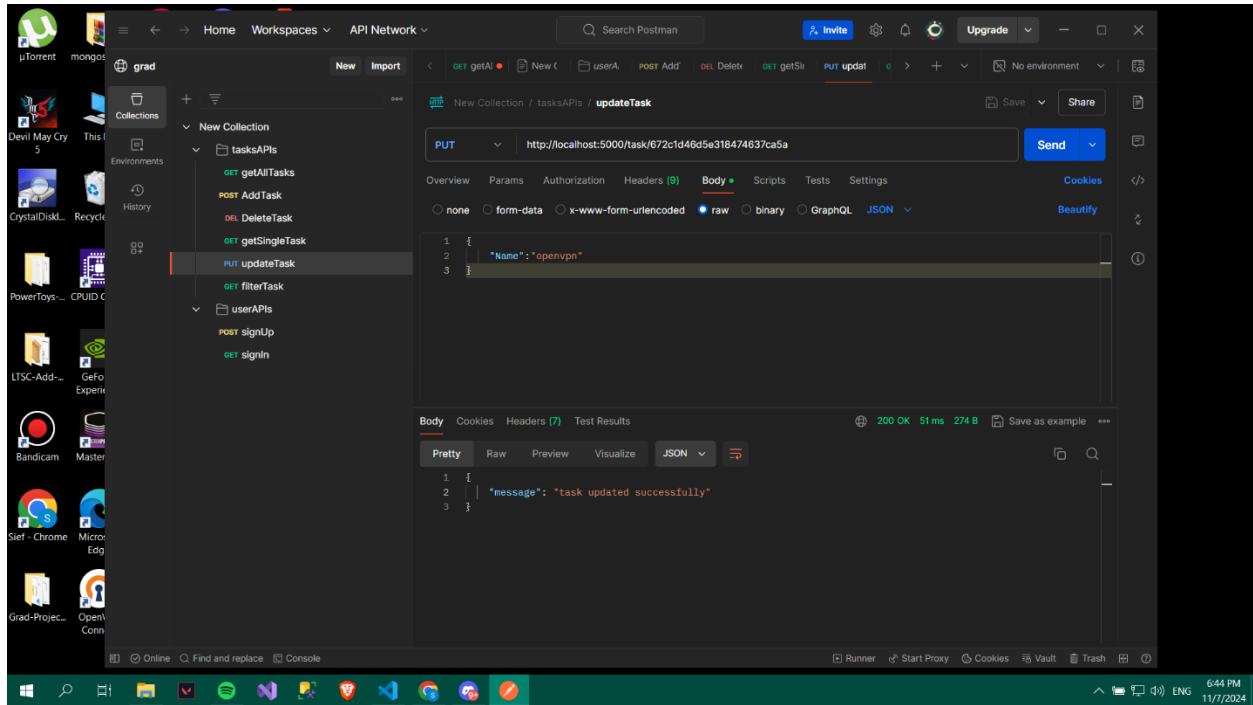 µTorrent
mongos
Devil May Cry 5
This
CrystalDiskI...
Recycle
PowerToys-...
CPUID C
LTSC-Add-...
GeFo
Experie
Bandicam
Master
Sief - Chrome
Micros
Edg
Grad-Projec...
OpenV
Conn
Home Workspaces API Network
Search Postman
Invite
Upgrade
grad
New Import
GET getAl
New C
userA
POST Add
DEL Delete
GET getSin
PUT updat
No environment
Collections
Environments
History
New Collection
tasksAPIs
GET getAllTasks
POST AddTask
DEL DeleteTask
GET getSingleTask
PUT updateTask
GET filterTask
userAPIs
POST signUp
GET signIn
HTTP New Collection / tasksAPIs / updateTask
Save Share
PUT http://localhost:5000/task/672c1d46d5e318474637ca5a
Send
Overview Params Authorization Headers (9) Body Scripts Tests Settings Cookies
none form-data x-www-form-urlencoded raw binary GraphQL JSON Beautify
1 {
2 "Name":"openvpn"
3 }
Body Cookies Headers (7) Test Results 200 OK 51 ms 274 B Save as example
Pretty Raw Preview Visualize JSON
1 {
2 "message": "task updated successfully"
3 }
Online Find and replace Console Runner Start Proxy Cookies Vault Trash
ENG
6:44 PM
11/7/2024